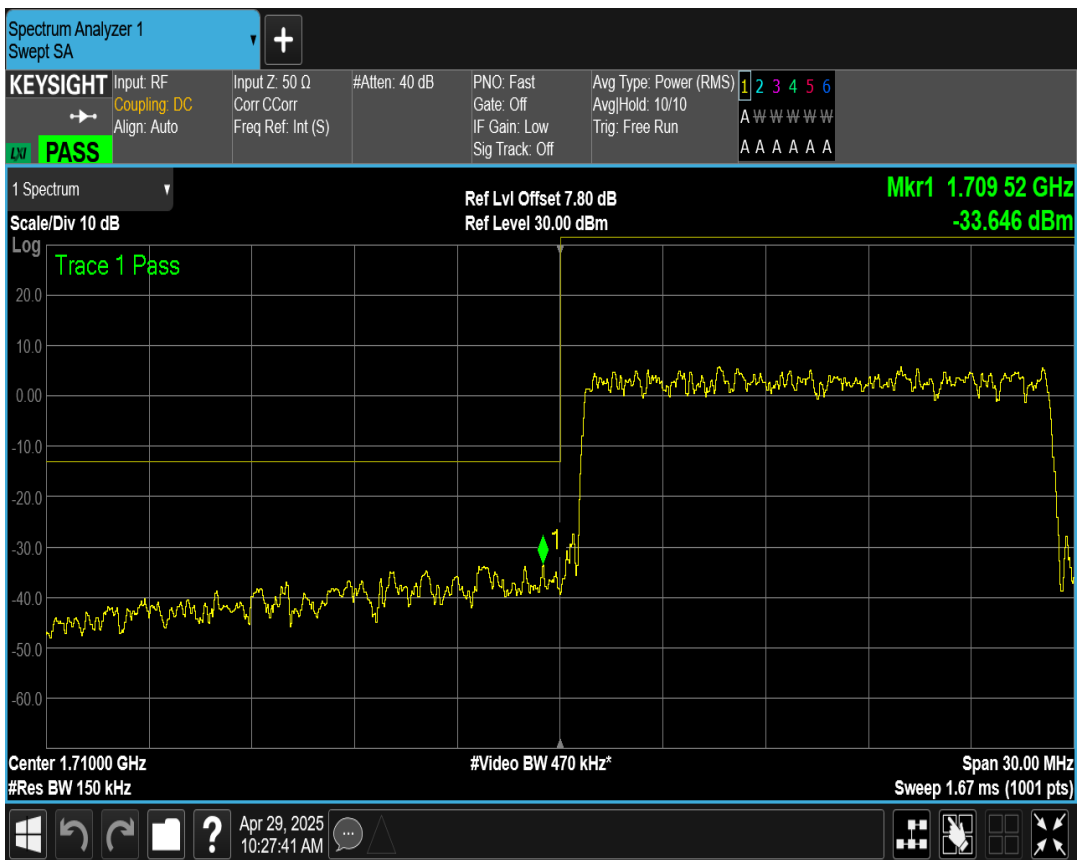 Spectrum Analyzer 1
Swept SA
+
KEYSIGHT
LXI PASS
Input: RF
Coupling: DC
Align: Auto
Input Z: 50 Ω
Corr CCorr
Freq Ref: Int (S)
#Atten: 40 dB
PNO: Fast
Gate: Off
IF Gain: Low
Sig Track: Off
Avg Type: Power (RMS)
Avg|Hold: 10/10
Trig: Free Run
1 2 3 4 5 6
A W W W W W
A A A A A A
1 Spectrum
Scale/Div 10 dB
Ref Lvl Offset 7.80 dB
Ref Level 30.00 dBm
Mkr1 1.709 52 GHz
-33.646 dBm
Log
Trace 1 Pass
20.0
10.0
0.00
-10.0
-20.0
-30.0
1
-40.0
-50.0
-60.0
Center 1.71000 GHz
#Video BW 470 kHz*
Span 30.00 MHz
#Res BW 150 kHz
Sweep 1.67 ms (1001 pts)
?
Apr 29, 2025
10:27:41 AM